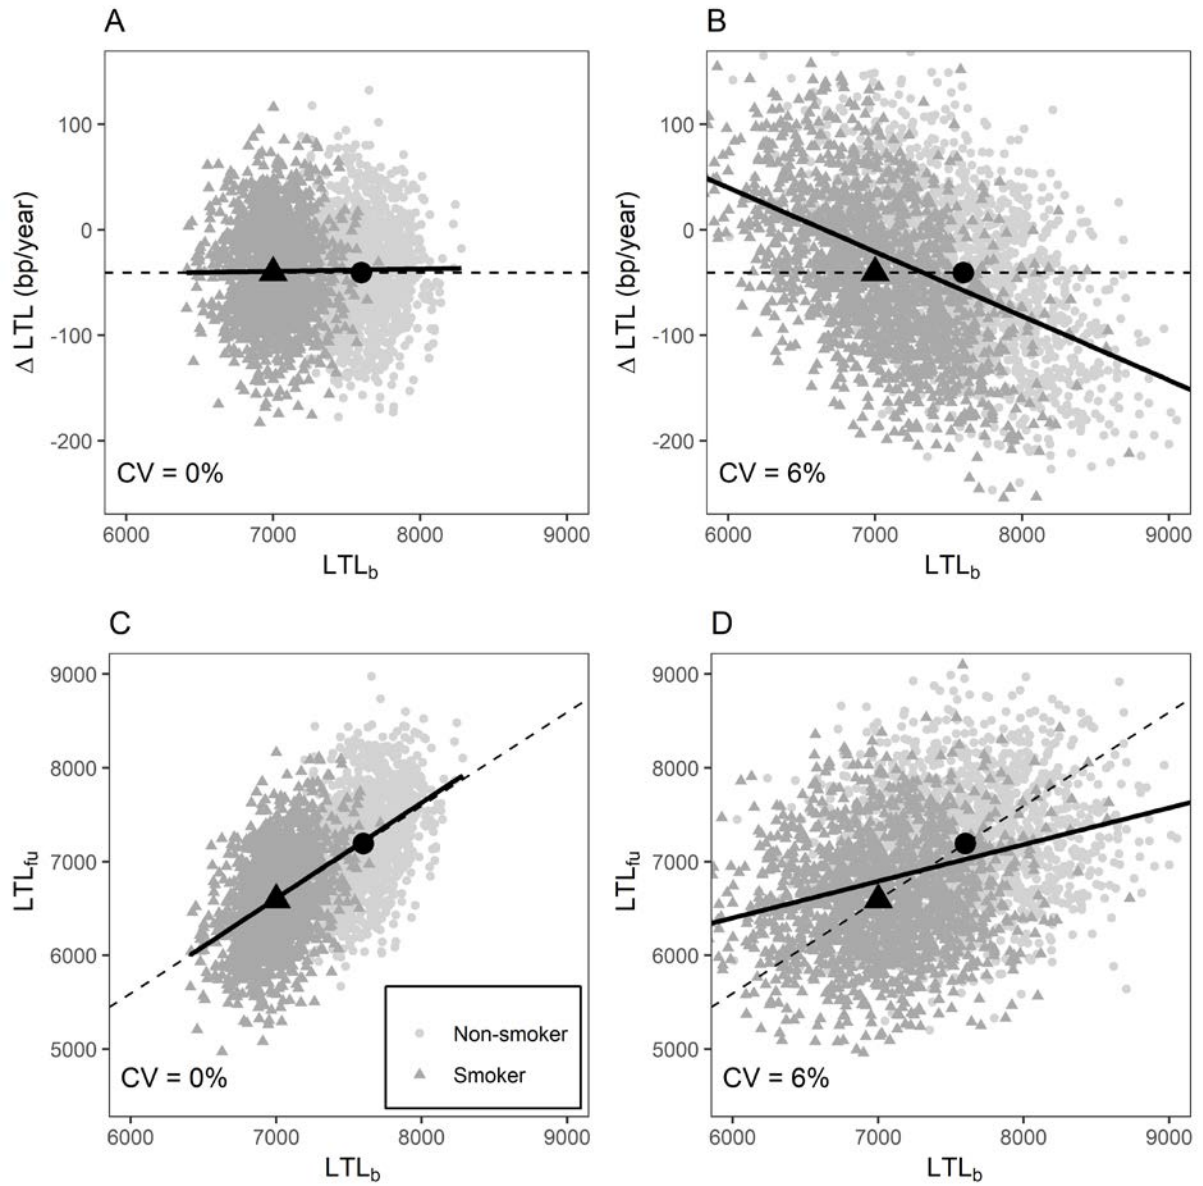 A
100
0
-100
-200
Δ LTL (bp/year)
CV = 0%
6000 7000 8000 9000
LTLb
B
100
0
-100
-200
Δ LTL (bp/year)
CV = 6%
6000 7000 8000 9000
LTLb
C
9000
8000
7000
6000
5000
LTLfu
Non-smoker
Smoker
CV = 0%
6000 7000 8000 9000
LTLb
D
9000
8000
7000
6000
5000
LTLfu
CV = 6%
6000 7000 8000 9000
LTLb